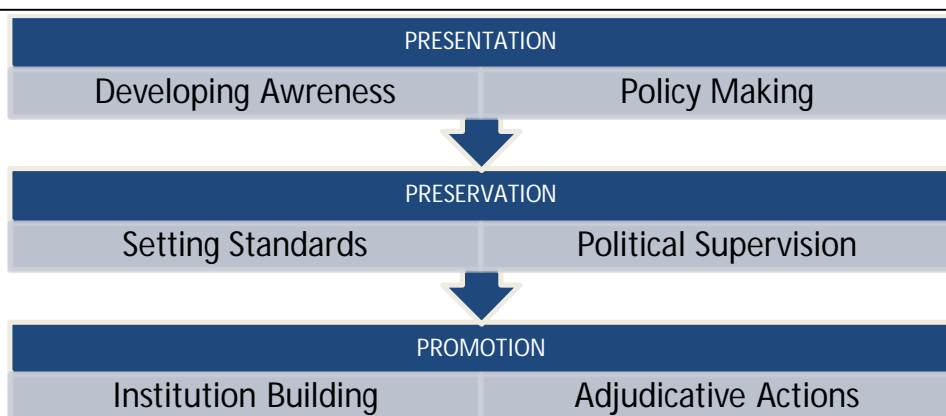 PRESENTATION
Developing Awreness Policy Making
PRESERVATION
Setting Standards Political Supervision
PROMOTION
Institution Building Adjudicative Actions